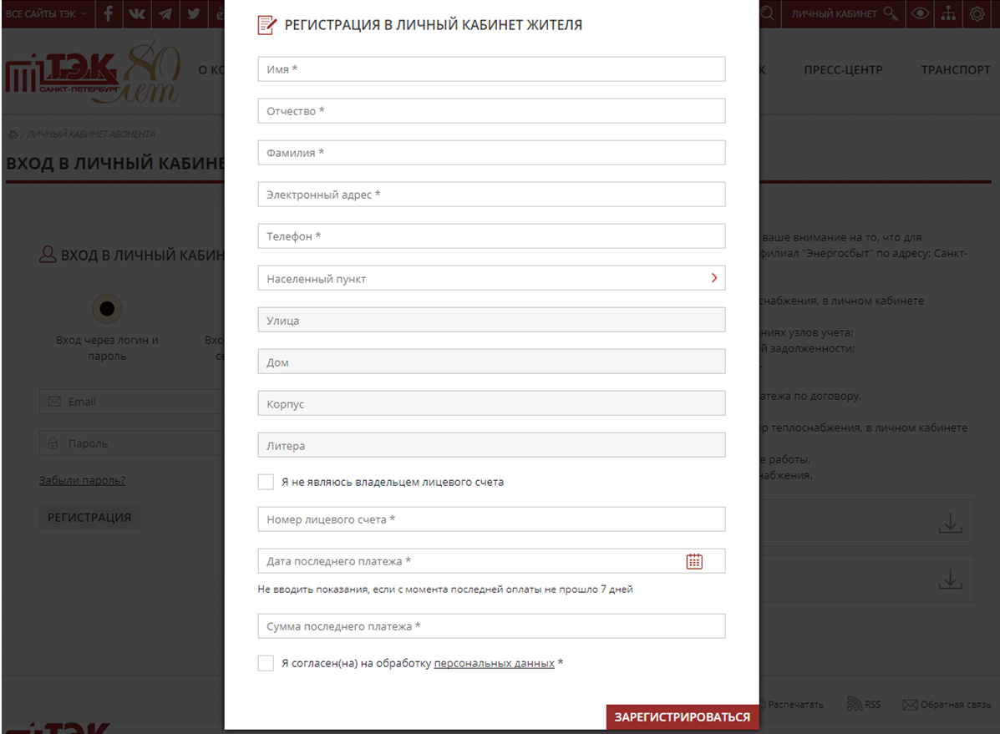 ВСЕ САЙТЫ ТЭК
ЛИЧНЫЙ КАБИНЕТ
ТЭК
САНКТ-ПЕТЕРБУРГ
80
лет
О КО
К
ПРЕСС-ЦЕНТР
ТРАНСПОРТ
/ ЛИЧНЫЙ КАБИНЕТ АБОНЕНТА
ВХОД В ЛИЧНЫЙ КАБИНЕ
ВХОД В ЛИЧНЫЙ КАБИН
Вход через логин и
пароль
Вхо
се
Email
Пароль
Забыли пароль?
РЕГИСТРАЦИЯ
РЕГИСТРАЦИЯ В ЛИЧНЫЙ КАБИНЕТ ЖИТЕЛЯ
Имя *
Отчество *
Фамилия *
Электронный адрес *
Телефон *
Населенный пункт
Улица
Дом
Корпус
Литера
Я не являюсь владельцем лицевого счета
Номер лицевого счета *
Дата последнего платежа *
Не вводить показания, если с момента последней оплаты не прошло 7 дней
Сумма последнего платежа *
Я согласен(на) на обработку персональных данных *
ЗАРЕГИСТРИРОВАТЬСЯ
ваше внимание на то, что для
филиал "Энергосбыт" по адресу: Санкт-
снабжения, в личном кабинете
ниях узлов учета;
й задолженности;
атежа по договору.
ор теплоснабжения, в личном кабинете
е работы,
набжения.
Распечатать
RSS
Обратная связь
ТЭК